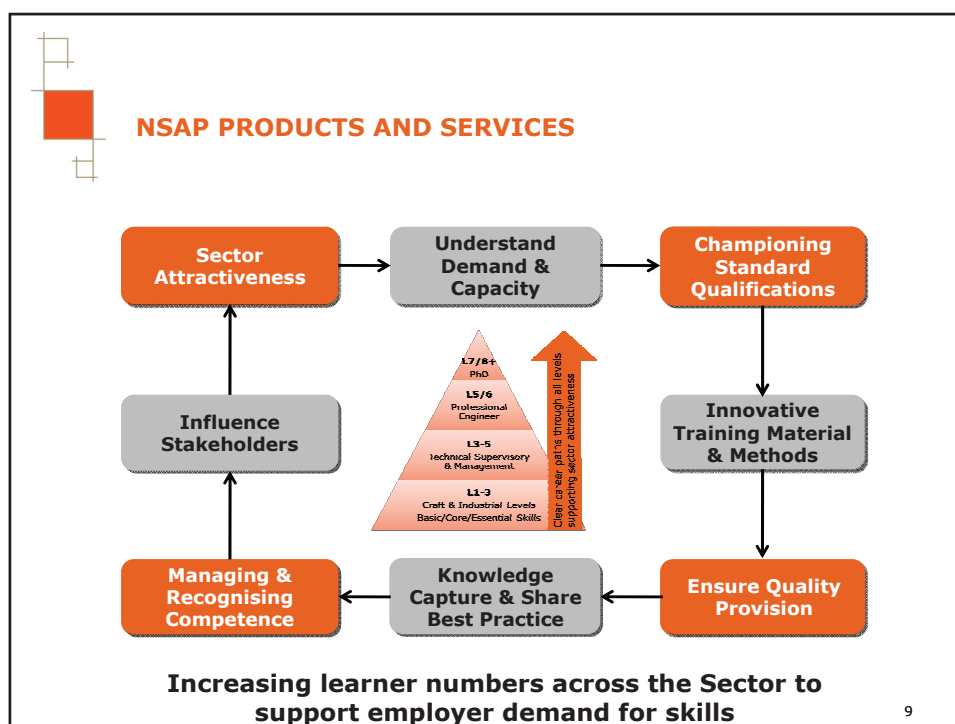 NSAP PRODUCTS AND SERVICES
Sector
Attractiveness
Understand
Demand &
Capacity
Championing
Standard
Qualifications
Influence
Stakeholders
L7/8+
PhD
L5/6
Professional
Engineer
L3-5
Technical Supervisory
& Management
L1-3
Craft & Industrial Levels
Basic/Core/Essential Skills
Clear career paths through all levels
supporting sector attractiveness
Innovative
Training Material
& Methods
Managing &
Recognising
Competence
Knowledge
Capture & Share
Best Practice
Ensure Quality
Provision
Increasing learner numbers across the Sector to
support employer demand for skills
9